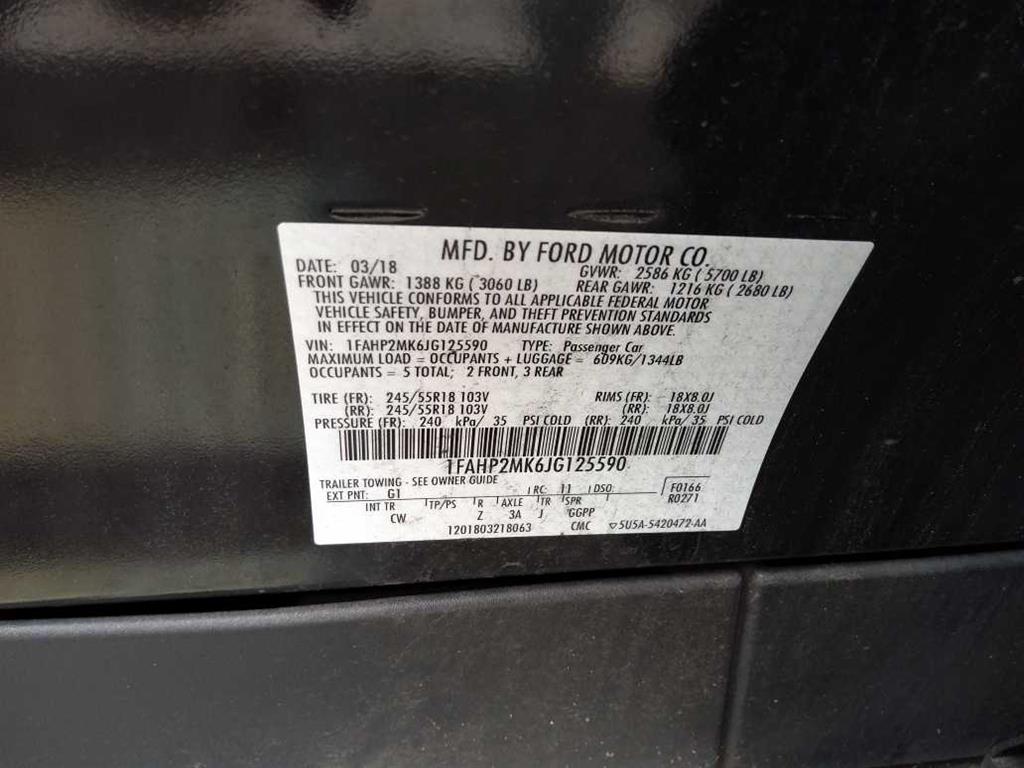 MFD. BY FORD MOTOR CO.
DATE: 03/18 GVWR: 2586 KG ( 5700 LB)
FRONT GAWR: 1388 KG ( 3060 LB) REAR GAWR: 1216 KG ( 2680 LB)
THIS VEHICLE CONFORMS TO ALL APPLICABLE FEDERAL MOTOR
VEHICLE SAFETY, BUMPER, AND THEFT PREVENTION STANDARDS
IN EFFECT ON THE DATE OF MANUFACTURE SHOWN ABOVE.
VIN: 1FAHP2MK6JG125590 TYPE: Passenger Car
MAXIMUM LOAD = OCCUPANTS + LUGGAGE = 609KG/1344LB
OCCUPANTS = 5 TOTAL; 2 FRONT, 3 REAR
TIRE (FR): 245/55R18 103V RIMS (FR): 18X8.0J
(RR): 245/55R18 103V (RR): 18X8.0J
PRESSURE (FR): 240 kPa/ 35 PSI COLD (RR): 240 kPa/ 35 PSI COLD
1FAHP2MK6JG125590
TRAILER TOWING - SEE OWNER GUIDE
EXT PNT: G1 RC: 11 DSO: F0166
INT TR TP/PS R AXLE TR SPR R0271
CW Z 3A J GGPP
1201803218063 CMC ▽5U5A-5420472-AA